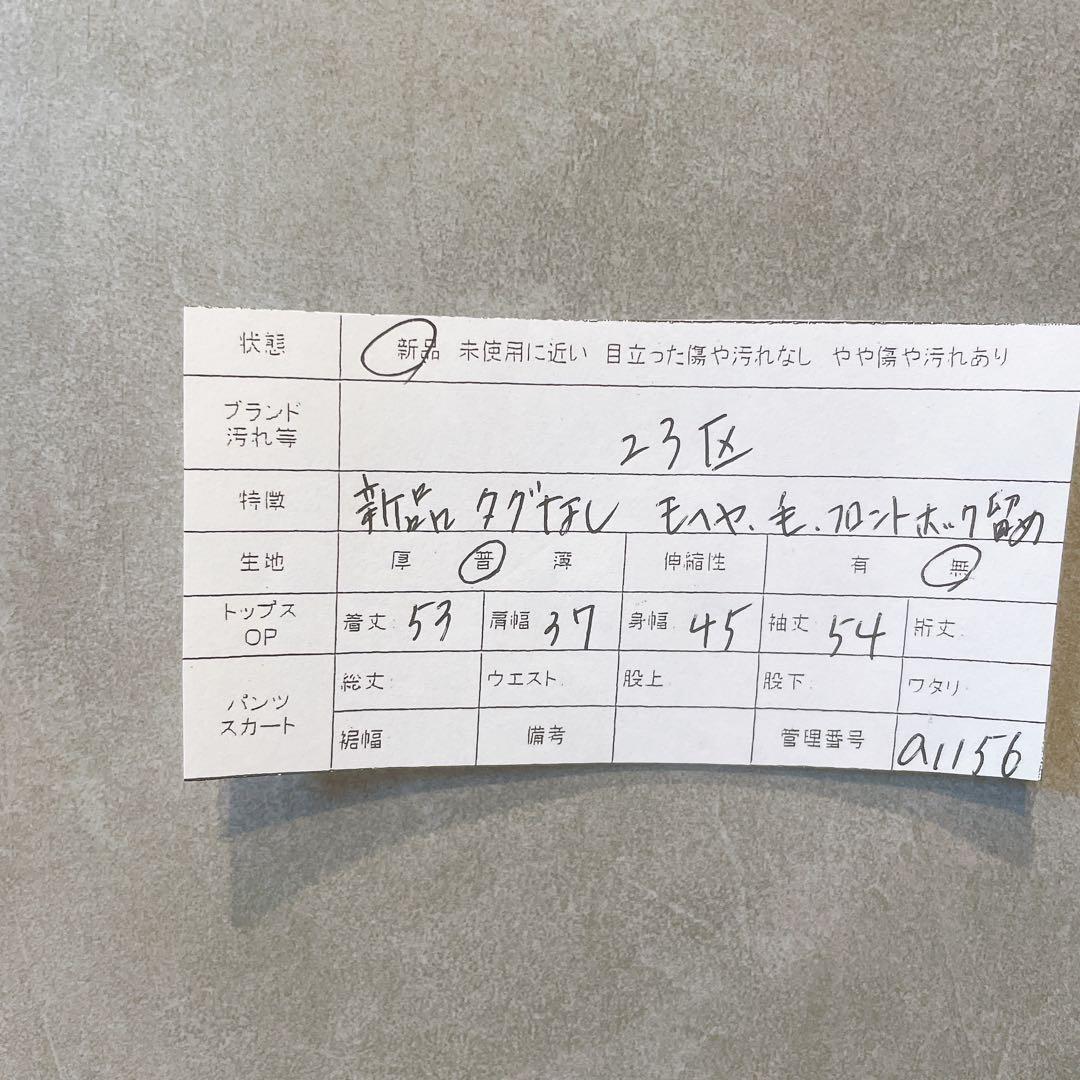 状態 新品 未使用に近い 目立った傷や汚れなし やや傷や汚れあり
ブランド
汚れ等 23区
特徴 新品 タグなし モヘヤ、毛、フロントホック留め
生地 厚 普 薄 伸縮性 有 無
トップス
OP 着丈: 53 肩幅: 37 身幅: 45 袖丈: 54 裄丈:
パンツ
スカート 総丈: ウエスト: 股上: 股下: ワタリ:
裾幅: 備考 管理番号 a1156